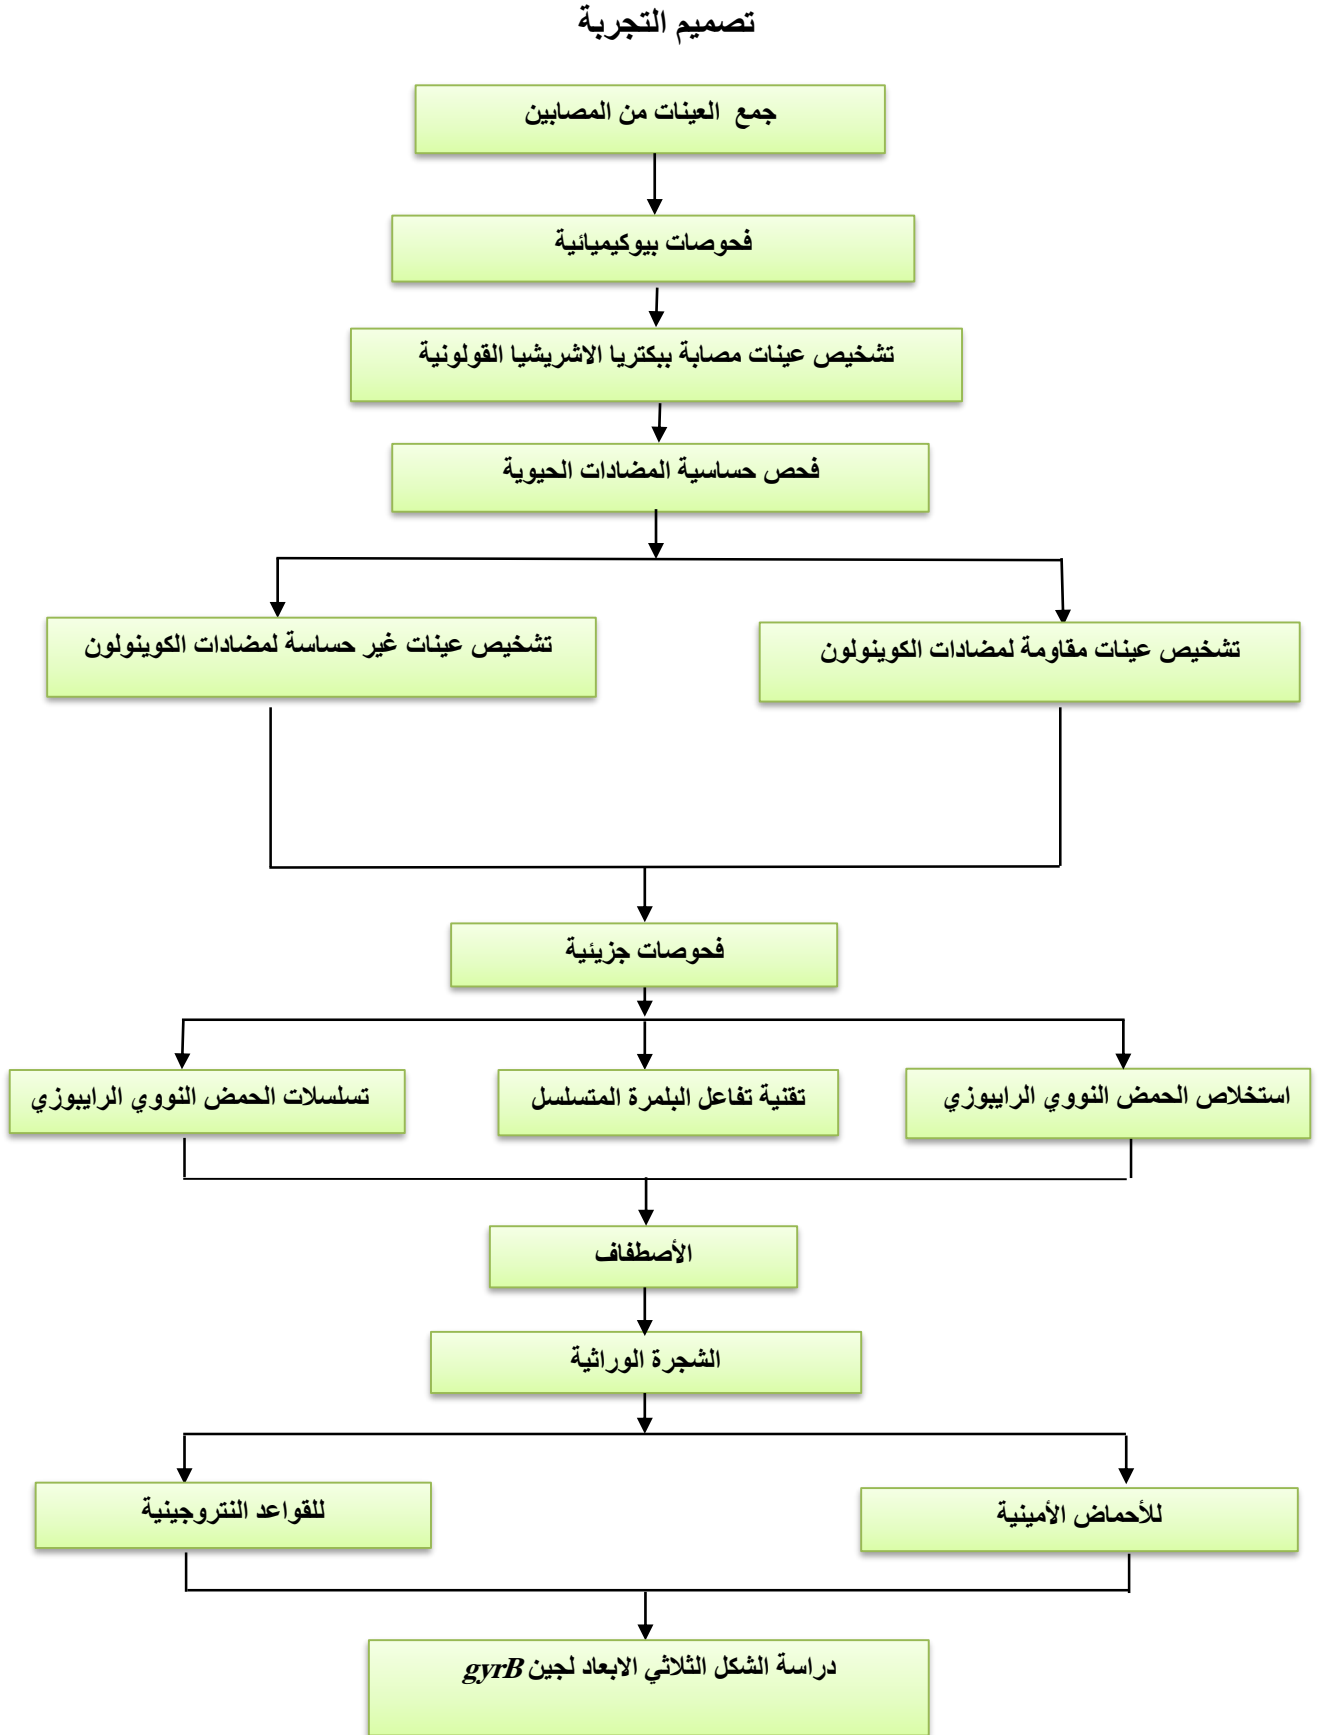 تصميم التجربة
جمع العينات من المصابين
فحوصات بيوكيميائية
تشخيص عينات مصابة ببكتريا الاشريشيا القولونية
فحص حساسية المضادات الحيوية
تشخيص عينات مقاومة لمضادات الكوينولون
تشخيص عينات غير حساسة لمضادات الكوينولون
فحوصات جزيئية
استخلاص الحمض النووي الرايبوزي
تقنية تفاعل البلمرة المتسلسل
تسلسلات الحمض النووي الرايبوزي
الأصطفاف
الشجرة الوراثية
للأحماض الأمينية
للقواعد النتروجينية
دراسة الشكل الثلاثي الابعاد لجين gyrB